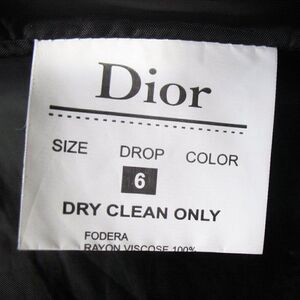 Dior
SIZE DROP COLOR
6
DRY CLEAN ONLY
FODERA
RAYON VISCOSE 100%